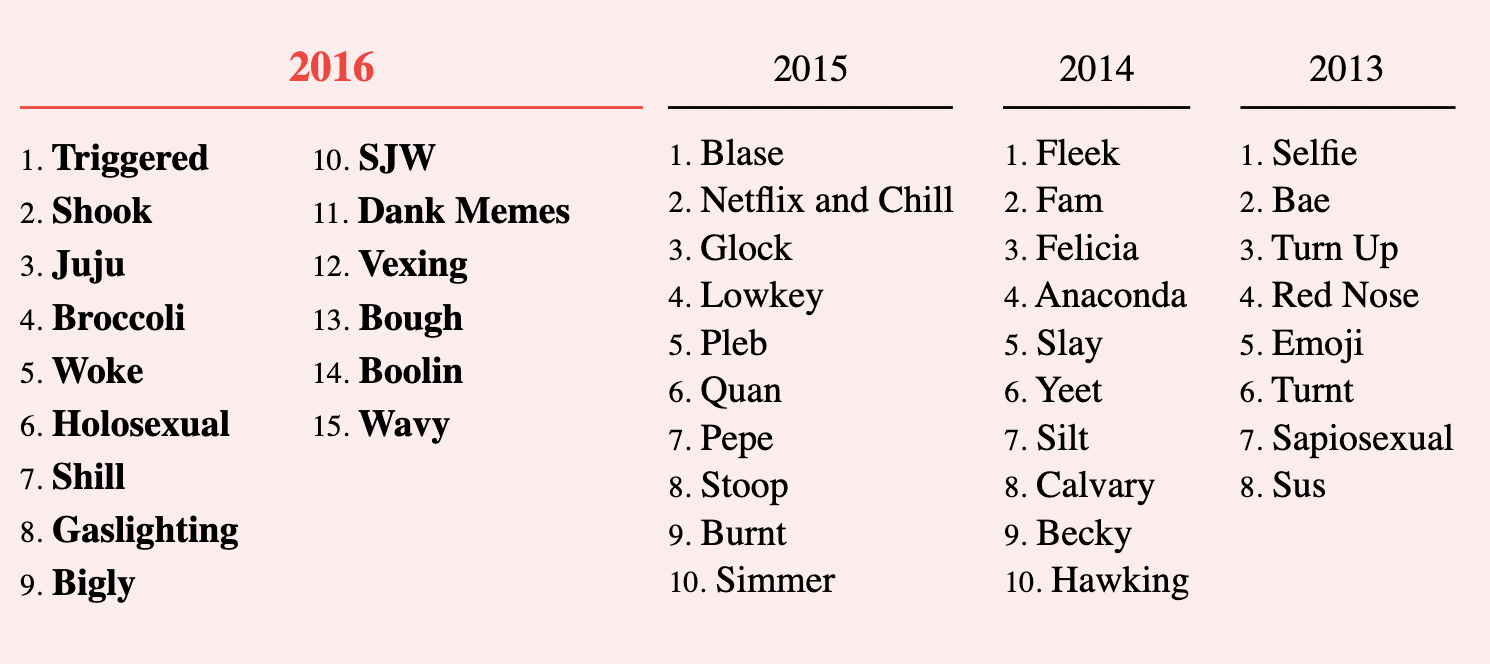 2016
1. Triggered
2. Shook
3. Juju
4. Broccoli
5. Woke
6. Holosexual
7. Shill
8. Gaslighting
9. Bigly
10. SJW
11. Dank Memes
12. Vexing
13. Bough
14. Boolin
15. Wavy
2015
1. Blase
2. Netflix and Chill
3. Glock
4. Lowkey
5. Pleb
6. Quan
7. Pepe
8. Stoop
9. Burnt
10. Simmer
2014
1. Fleek
2. Fam
3. Felicia
4. Anaconda
5. Slay
6. Yeet
7. Silt
8. Calvary
9. Becky
10. Hawking
2013
1. Selfie
2. Bae
3. Turn Up
4. Red Nose
5. Emoji
6. Turnt
7. Sapiosexual
8. Sus